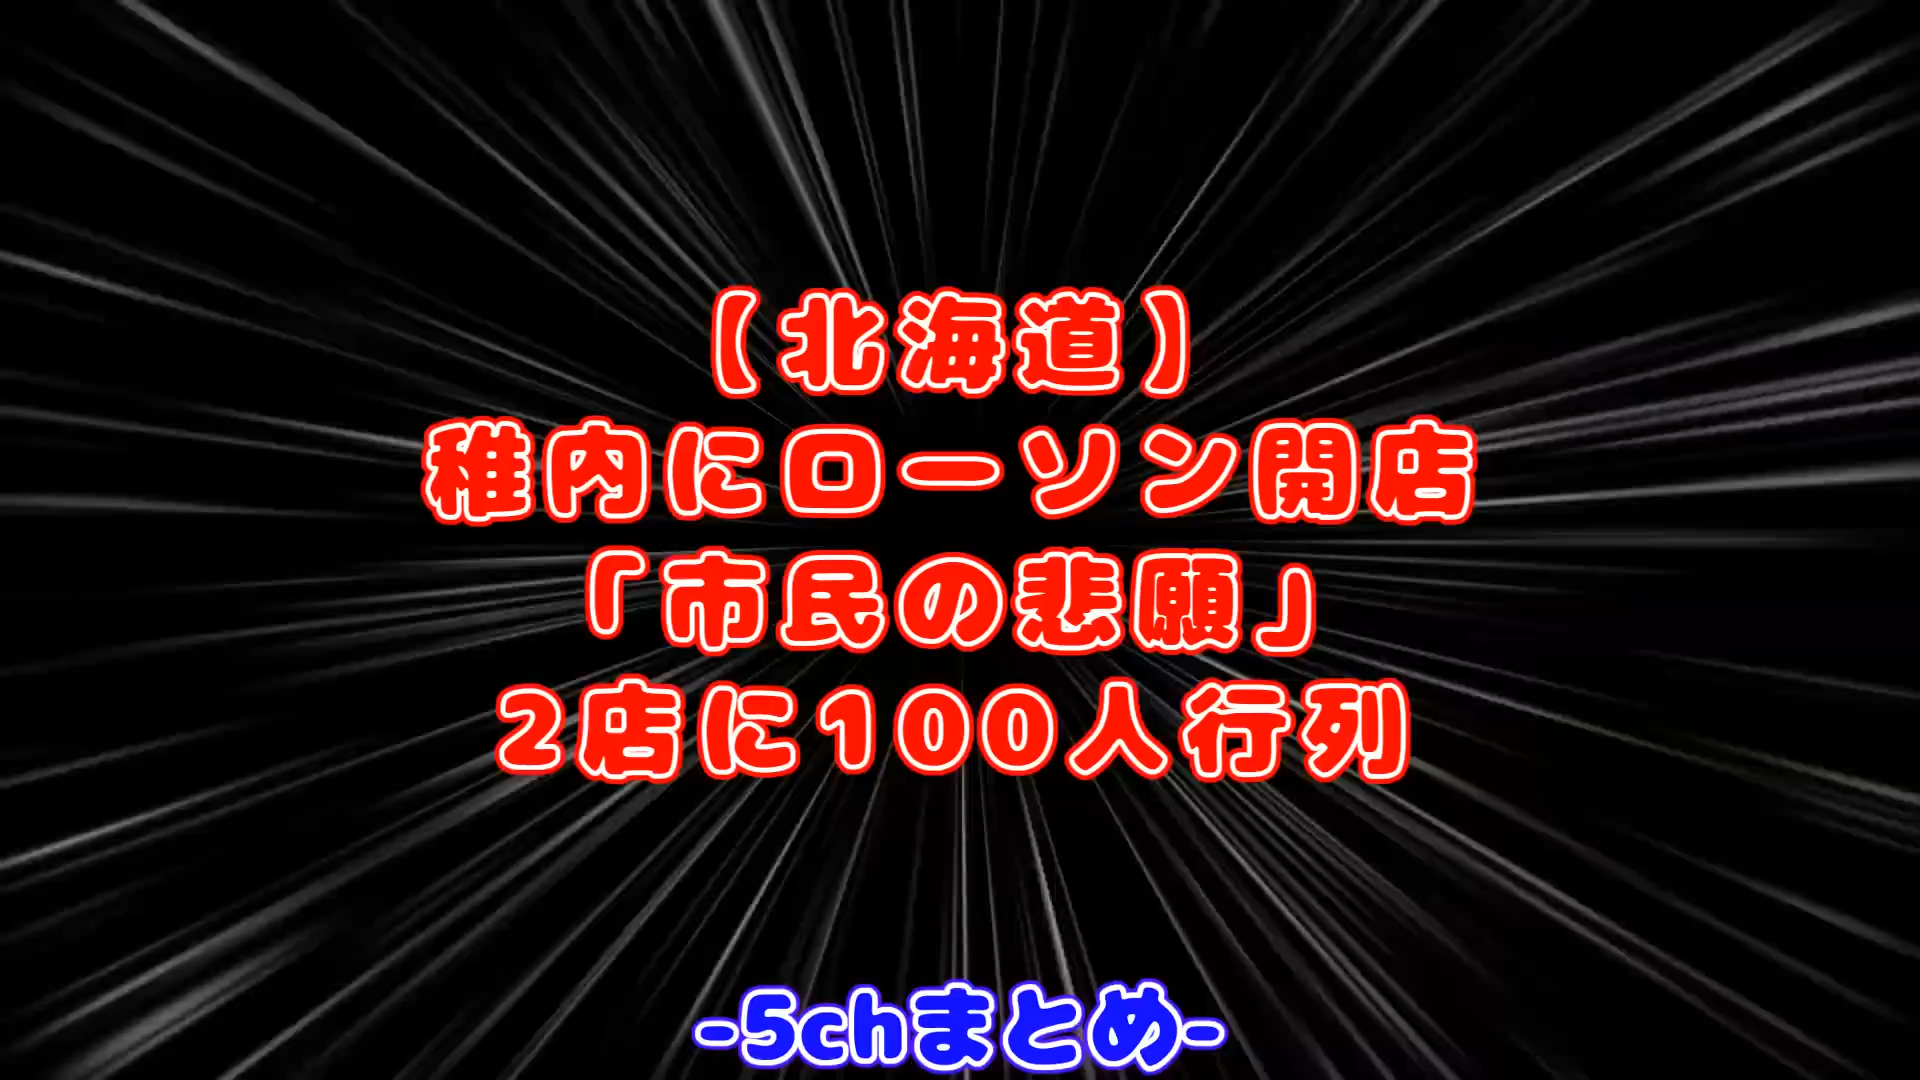 【北海道】
稚内にローソン開店
「市民の悲願」
2店に100人行列
-5chまとめ-